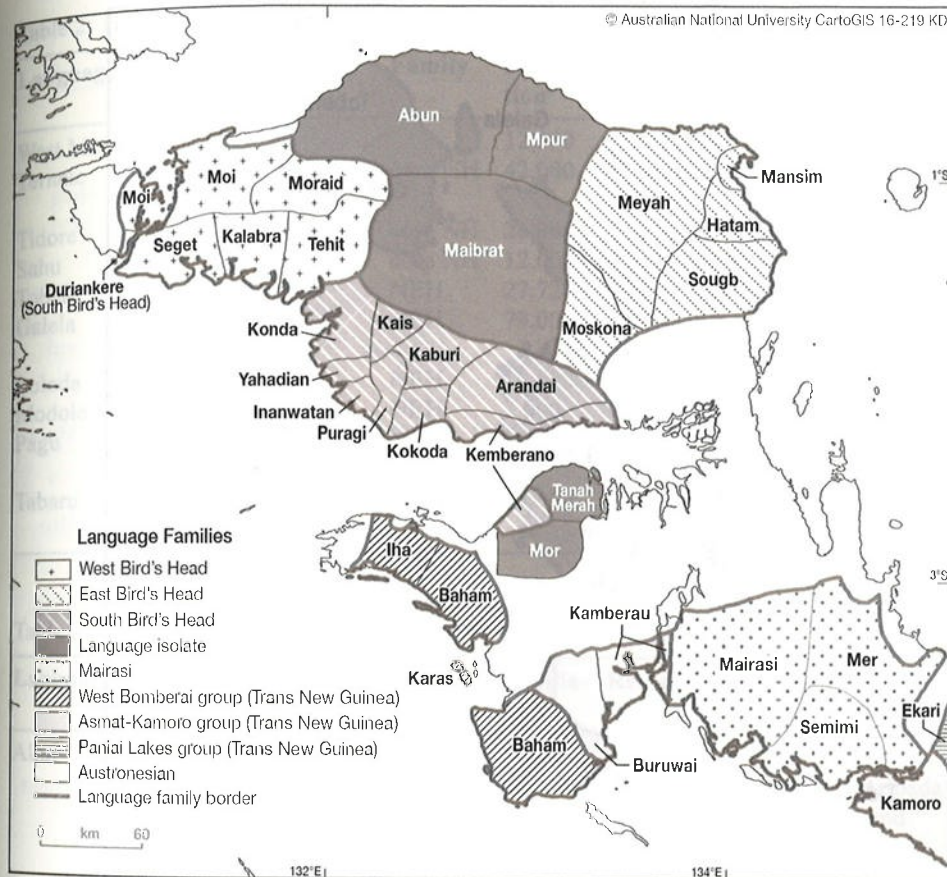 © Australian National University CartoGIS 16-219 KD
Abun
Mpur
Mansim
1°S
Moi
Moi
Moraid
Meyah
Hatam
Seget
Kalabra
Tehit
Maibrat
Sougb
Duriankere
(South Bird's Head)
Konda
Kais
Moskona
Kaburi
Yahadian
Arandai
Inanwatan
Puragi
Kokoda
Kemberano
Tanah
Merah
Mor
Iha
Baham
3°S
Kamberau
Karas
Mairasi
Mer
Semimi
Ekari
Baham
Buruwai
Kamoro
Language Families
West Bird's Head
East Bird's Head
South Bird's Head
Language isolate
Mairasi
West Bomberai group (Trans New Guinea)
Asmat-Kamoro group (Trans New Guinea)
Paniai Lakes group (Trans New Guinea)
Austronesian
Language family border
0 km 60
132°E
134°E